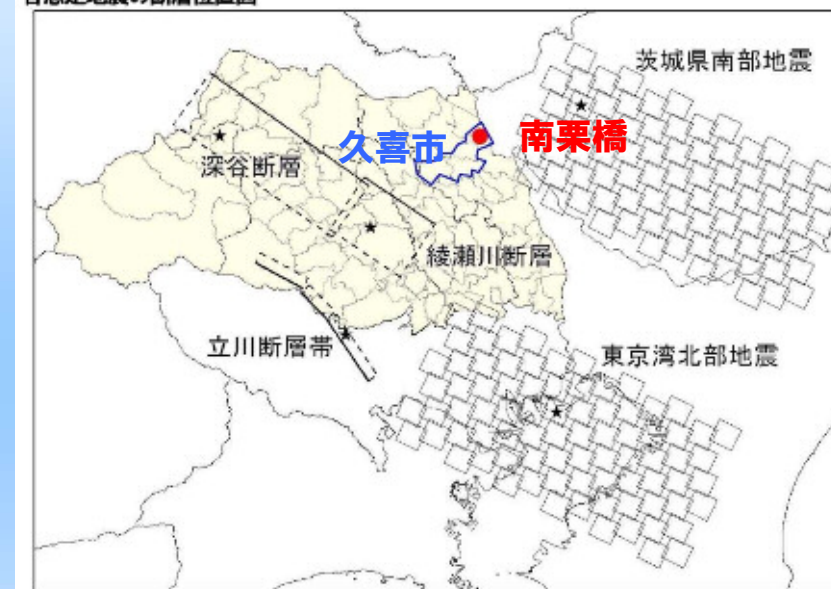 茨城県南部地震
久喜市
南栗橋
深谷断層
綾瀬川断層
立川断層帯
東京湾北部地震